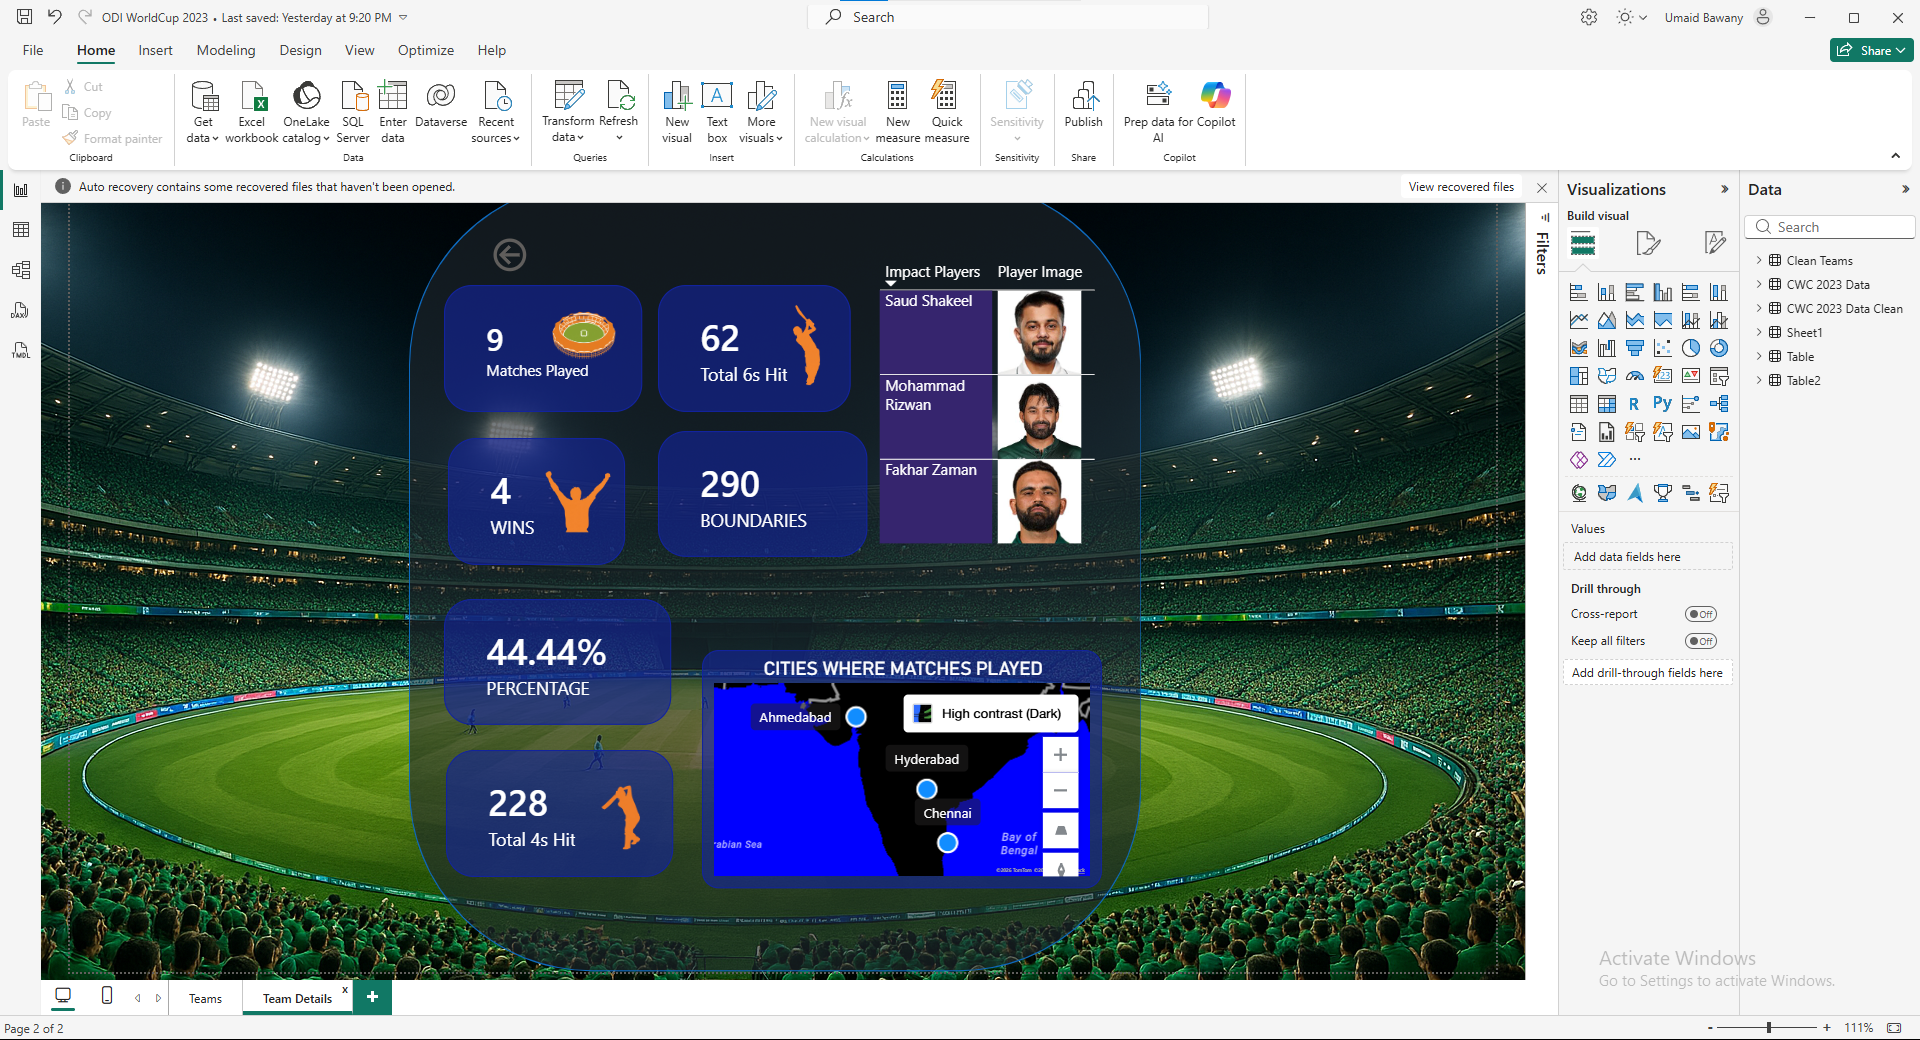 ODI WorldCup 2023 • Last saved: Yesterday at 9:20 PM
Search
Umaid Bawany
File
Home
Insert
Modeling
Design
View
Optimize
Help
Share
Paste
Cut
Copy
Format painter
Clipboard
Get data
Excel workbook
OneLake catalog
SQL Server
Enter data
Dataverse
Recent sources
Data
Transform data
Refresh
Queries
New visual
Text box
More visuals
Insert
New visual calculation
New measure
Quick measure
Calculations
Sensitivity
Sensitivity
Publish
Share
Prep data for AI
Copilot
Copilot
Auto recovery contains some recovered files that haven't been opened.
View recovered files
9
Matches Played
62
Total 6s Hit
4
WINS
290
BOUNDARIES
44.44%
PERCENTAGE
228
Total 4s Hit
Impact Players
Player Image
Saud Shakeel
Mohammad
Rizwan
Fakhar Zaman
CITIES WHERE MATCHES PLAYED
High contrast (Dark)
Ahmedabad
Hyderabad
Chennai
rabian Sea
Bay of
Bengal
Filters
Visualizations
Build visual
Values
Add data fields here
Drill through
Cross-report
Off
Keep all filters
Off
Add drill-through fields here
Data
Search
Clean Teams
CWC 2023 Data
CWC 2023 Data Clean
Sheet1
Table
Table2
Activate Windows
Go to Settings to activate Windows.
Teams
Team Details
Page 2 of 2
111%